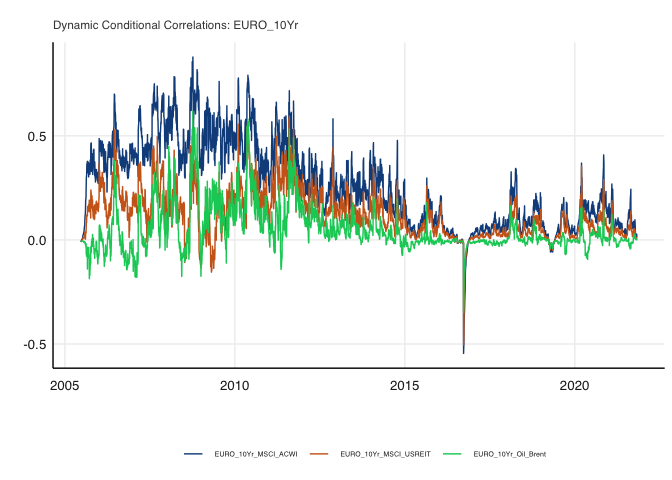 Dynamic Conditional Correlations: EURO_10Yr
0.5
0.0
-0.5
2005 2010 2015 2020
EURO_10Yr_MSCI_ACWI EURO_10Yr_MSCI_USREIT EURO_10Yr_Oil_Brent